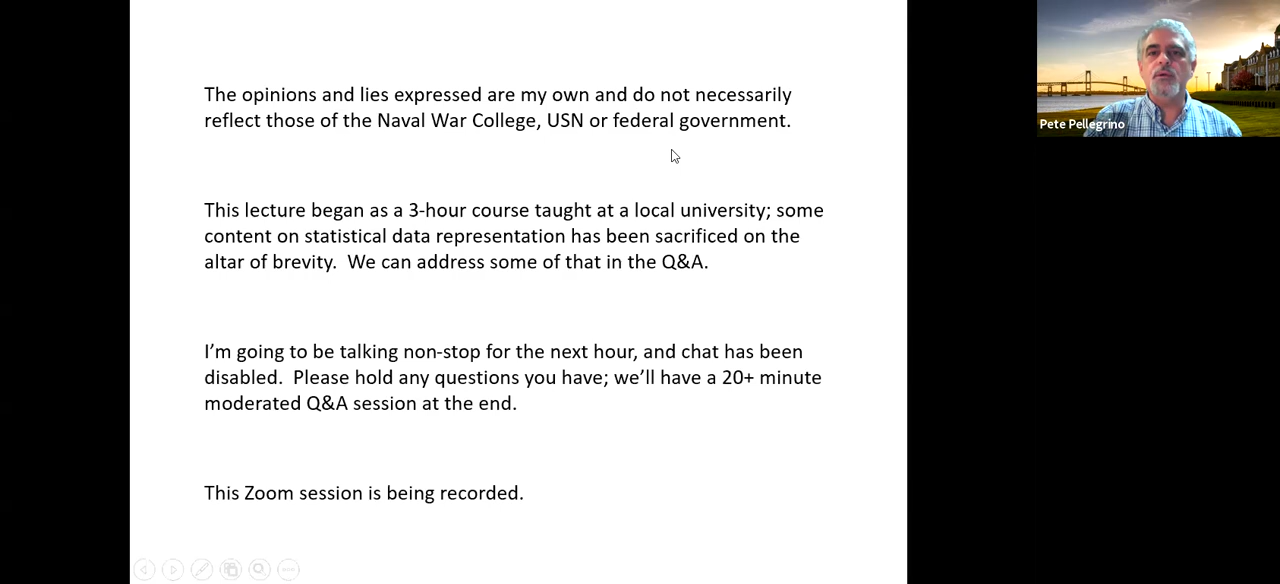 The opinions and lies expressed are my own and do not necessarily
reflect those of the Naval War College, USN or federal government.
This lecture began as a 3-hour course taught at a local university; some
content on statistical data representation has been sacrificed on the
altar of brevity.  We can address some of that in the Q&A.
I’m going to be talking non-stop for the next hour, and chat has been
disabled.  Please hold any questions you have; we’ll have a 20+ minute
moderated Q&A session at the end.
This Zoom session is being recorded.
Pete Pellegrino